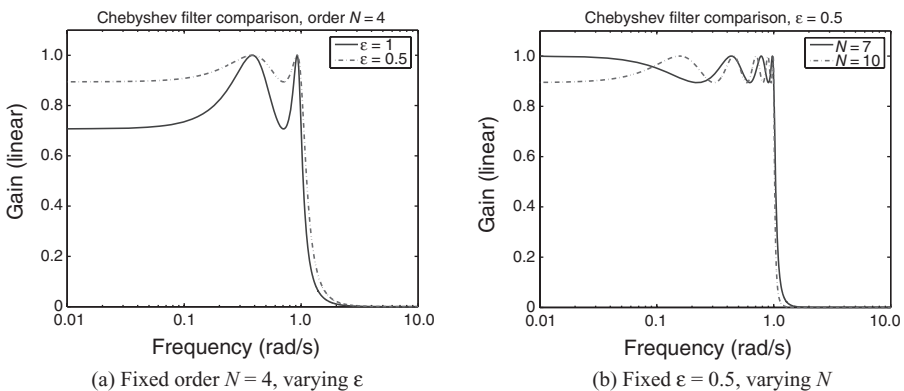 Chebyshev filter comparison, order N = 4
ε = 1
ε = 0.5
1.0
0.8
0.6
0.4
0.2
0
Gain (linear)
0.01
0.1
1.0
10.0
Frequency (rad/s)
(a) Fixed order N = 4, varying ε
Chebyshev filter comparison, ε = 0.5
N = 7
N = 10
1.0
0.8
0.6
0.4
0.2
0
Gain (linear)
0.01
0.1
1.0
10.0
Frequency (rad/s)
(b) Fixed ε = 0.5, varying N